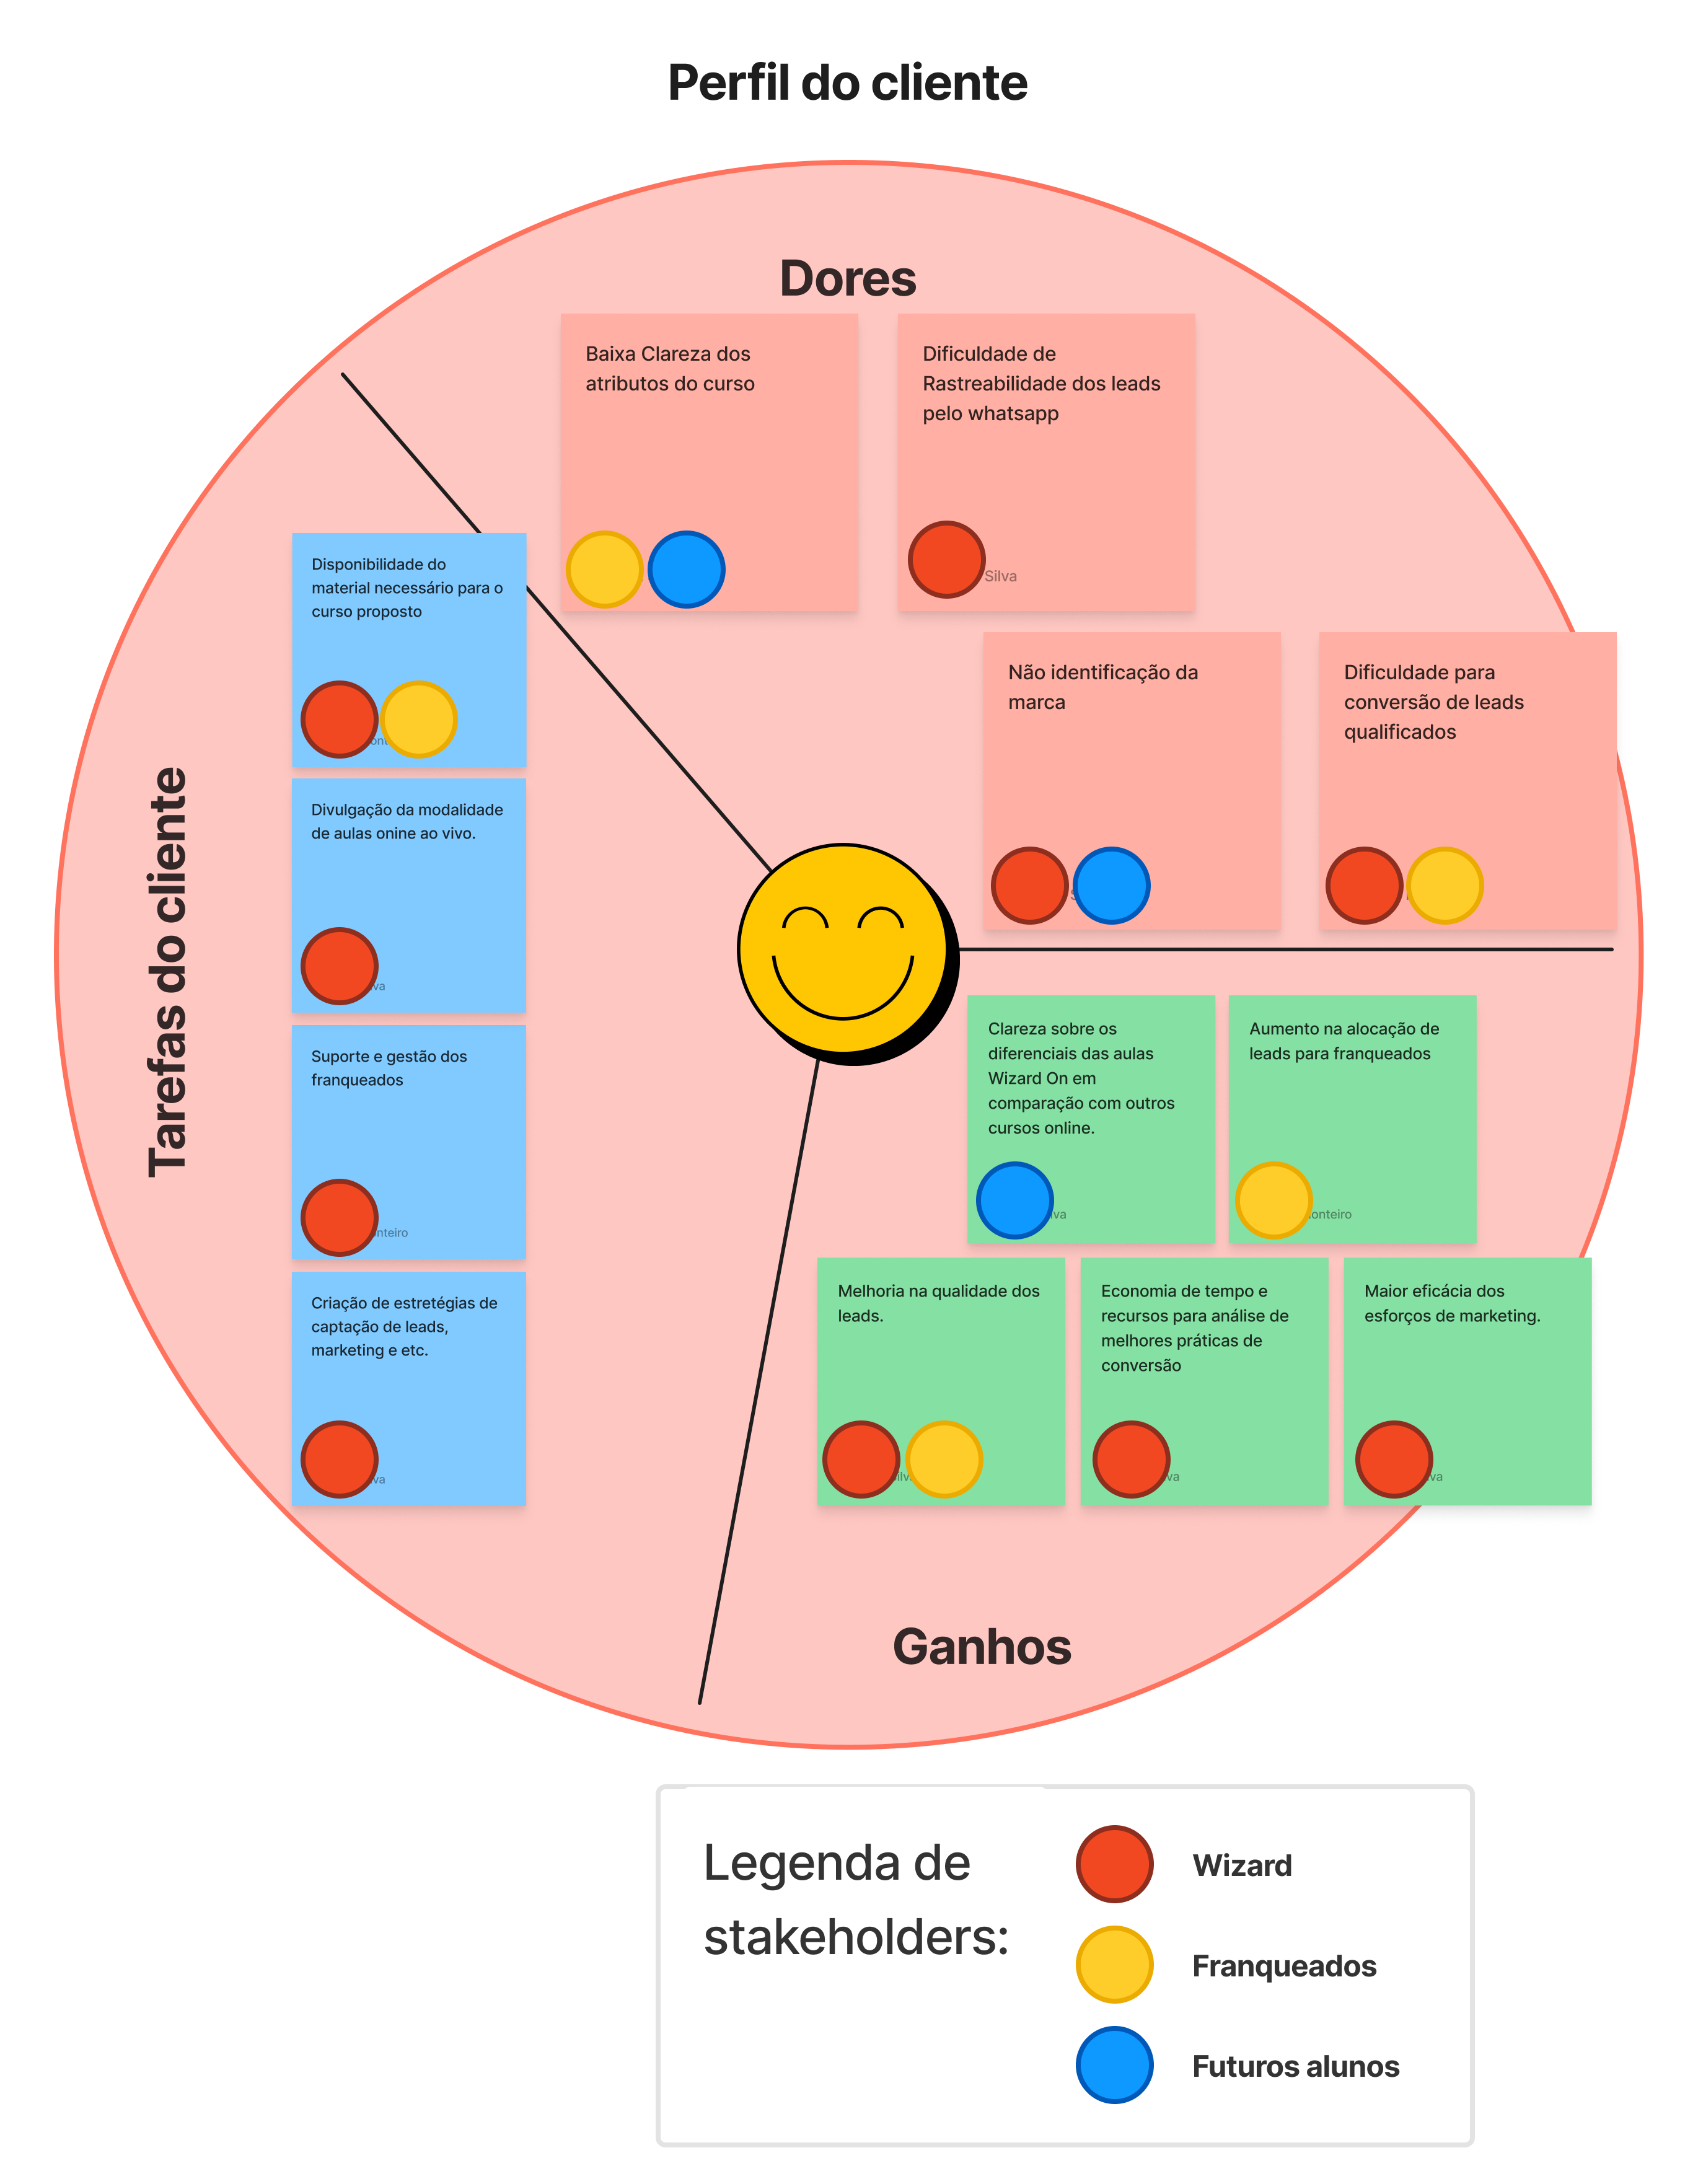 Perfil do cliente
Dores
Baixa Clareza dos
atributos do curso
Dificuldade de
Rastreabilidade dos leads
pelo whatsapp
Silva
Não identificação da
marca
Dificuldade para
conversão de leads
qualificados
Tarefas do cliente
Disponibilidade do
material necessário para o
curso proposto
Divulgação da modalidade
de aulas onine ao vivo.
Suporte e gestão dos
franqueados
Criação de estretégias de
captação de leads,
marketing e etc.
Clareza sobre os
diferenciais das aulas
Wizard On em
comparação com outros
cursos online.
Aumento na alocação de
leads para franqueados
Melhoria na qualidade dos
leads.
Economia de tempo e
recursos para análise de
melhores práticas de
conversão
Maior eficácia dos
esforços de marketing.
Ganhos
Legenda de
stakeholders:
Wizard
Franqueados
Futuros alunos